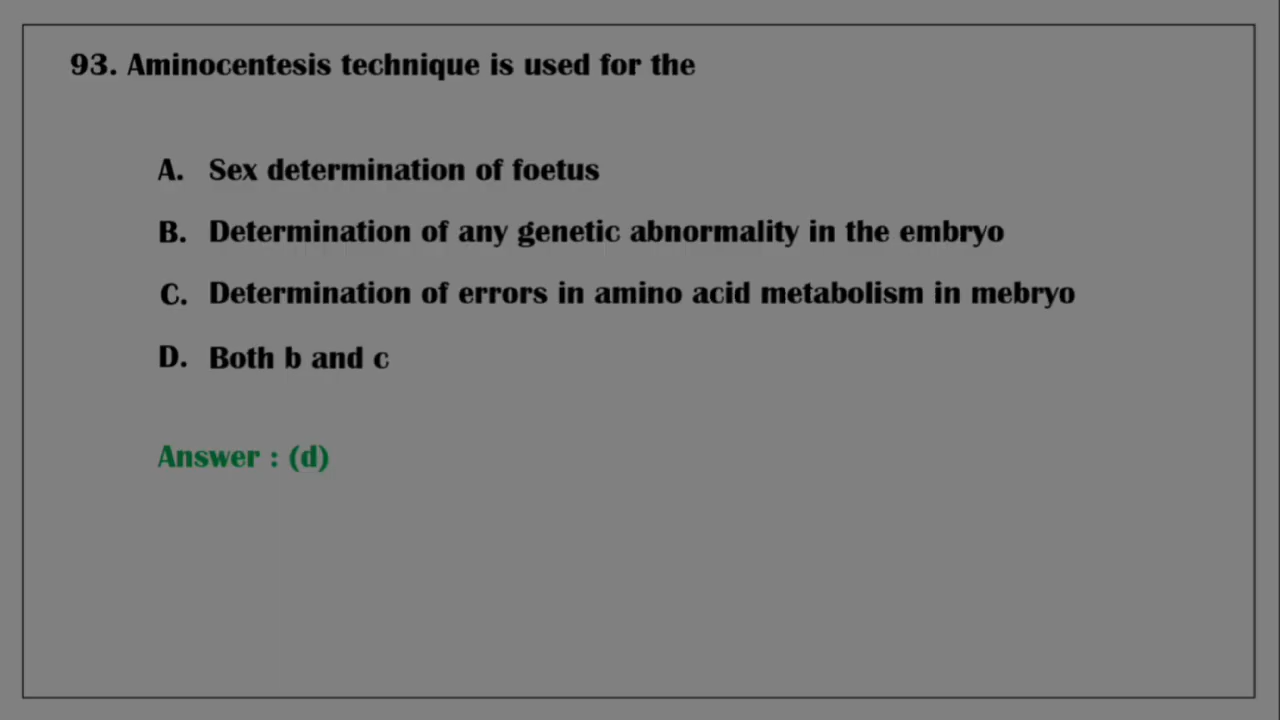 93. Aminocentesis technique is used for the
A. Sex determination of foetus
B. Determination of any genetic abnormality in the embryo
C. Determination of errors in amino acid metabolism in mebryo
D. Both b and c
Answer : (d)